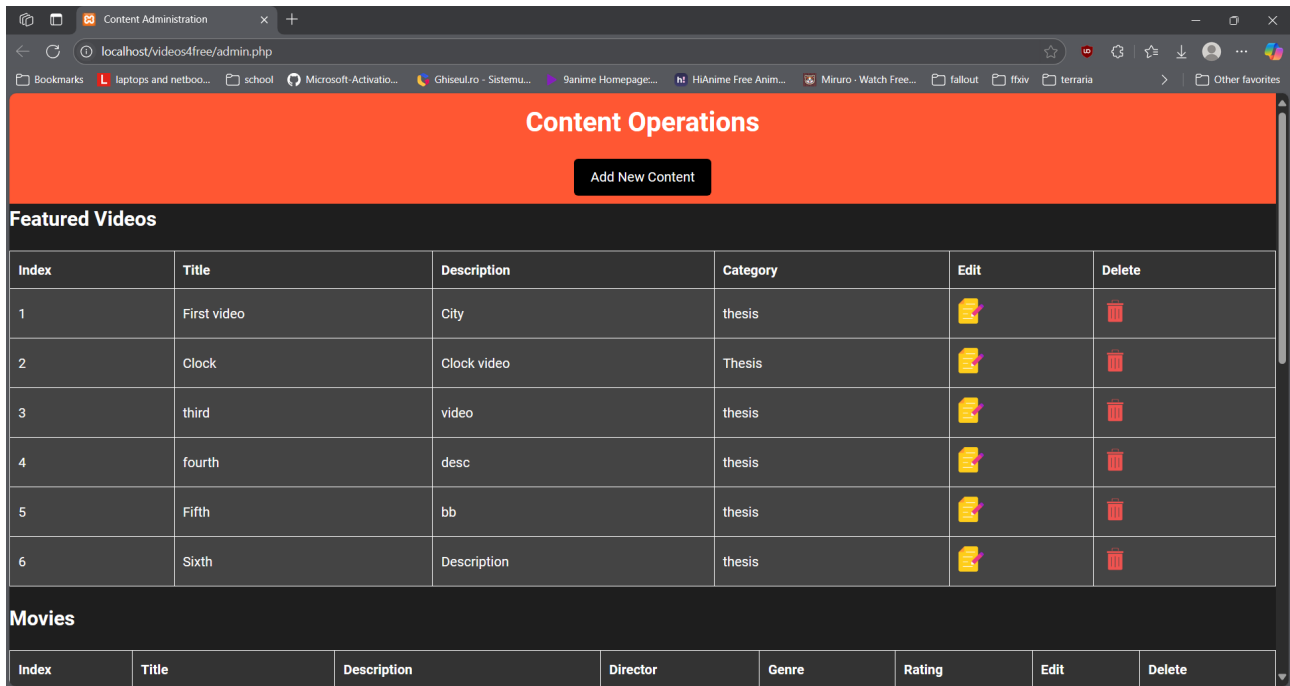 Content Administration
localhost/videos4free/admin.php
Bookmarks L laptops and netboo... school Microsoft-Activatio... Ghiseul.ro - Sistemu... 9anime Homepage:... h! HiAnime Free Anim... Miruro - Watch Free... fallout ffxiv terraria Other favorites
Content Operations
Add New Content
Featured Videos
Index Title Description Category Edit Delete
1 First video City thesis
2 Clock Clock video Thesis
3 third video thesis
4 fourth desc thesis
5 Fifth bb thesis
6 Sixth Description thesis
Movies
Index Title Description Director Genre Rating Edit Delete